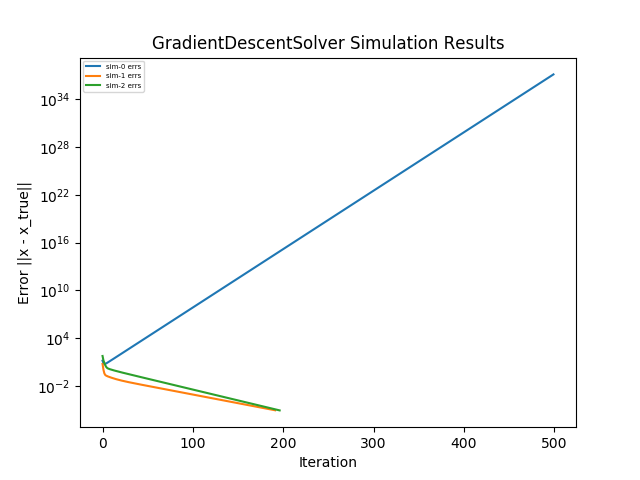 GradientDescentSolver Simulation Results
sim-0 errs
sim-1 errs
sim-2 errs
10^34
10^28
10^22
10^16
10^10
10^4
10^−2
Error ||x - x_true||
0 100 200 300 400 500
Iteration